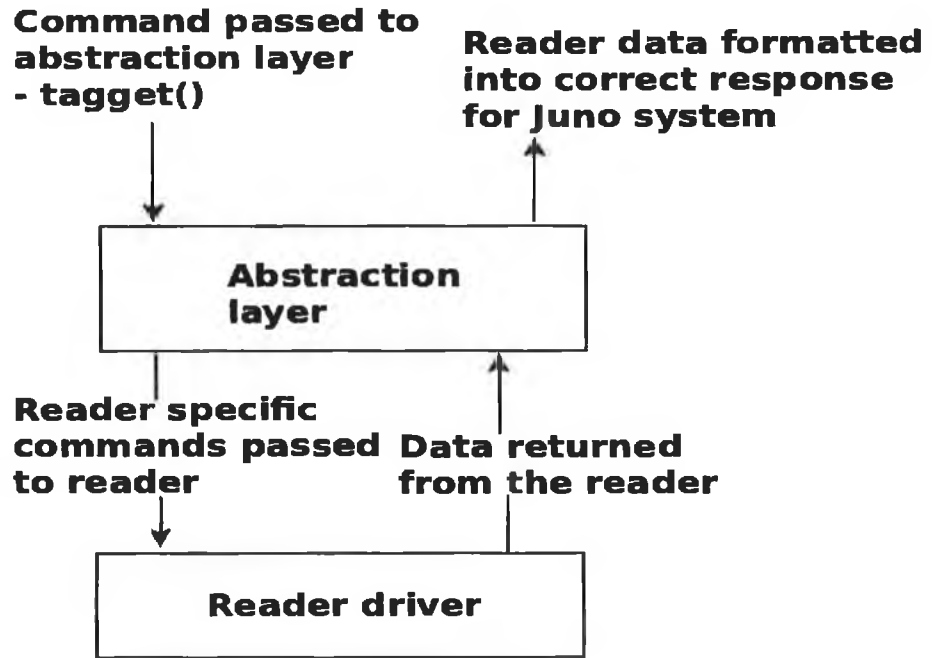 Command passed to
abstraction layer
- tagget()
Reader data formatted
into correct response
for Juno system
Abstraction
layer
Reader specific
commands passed
to reader
Data returned
from the reader
Reader driver